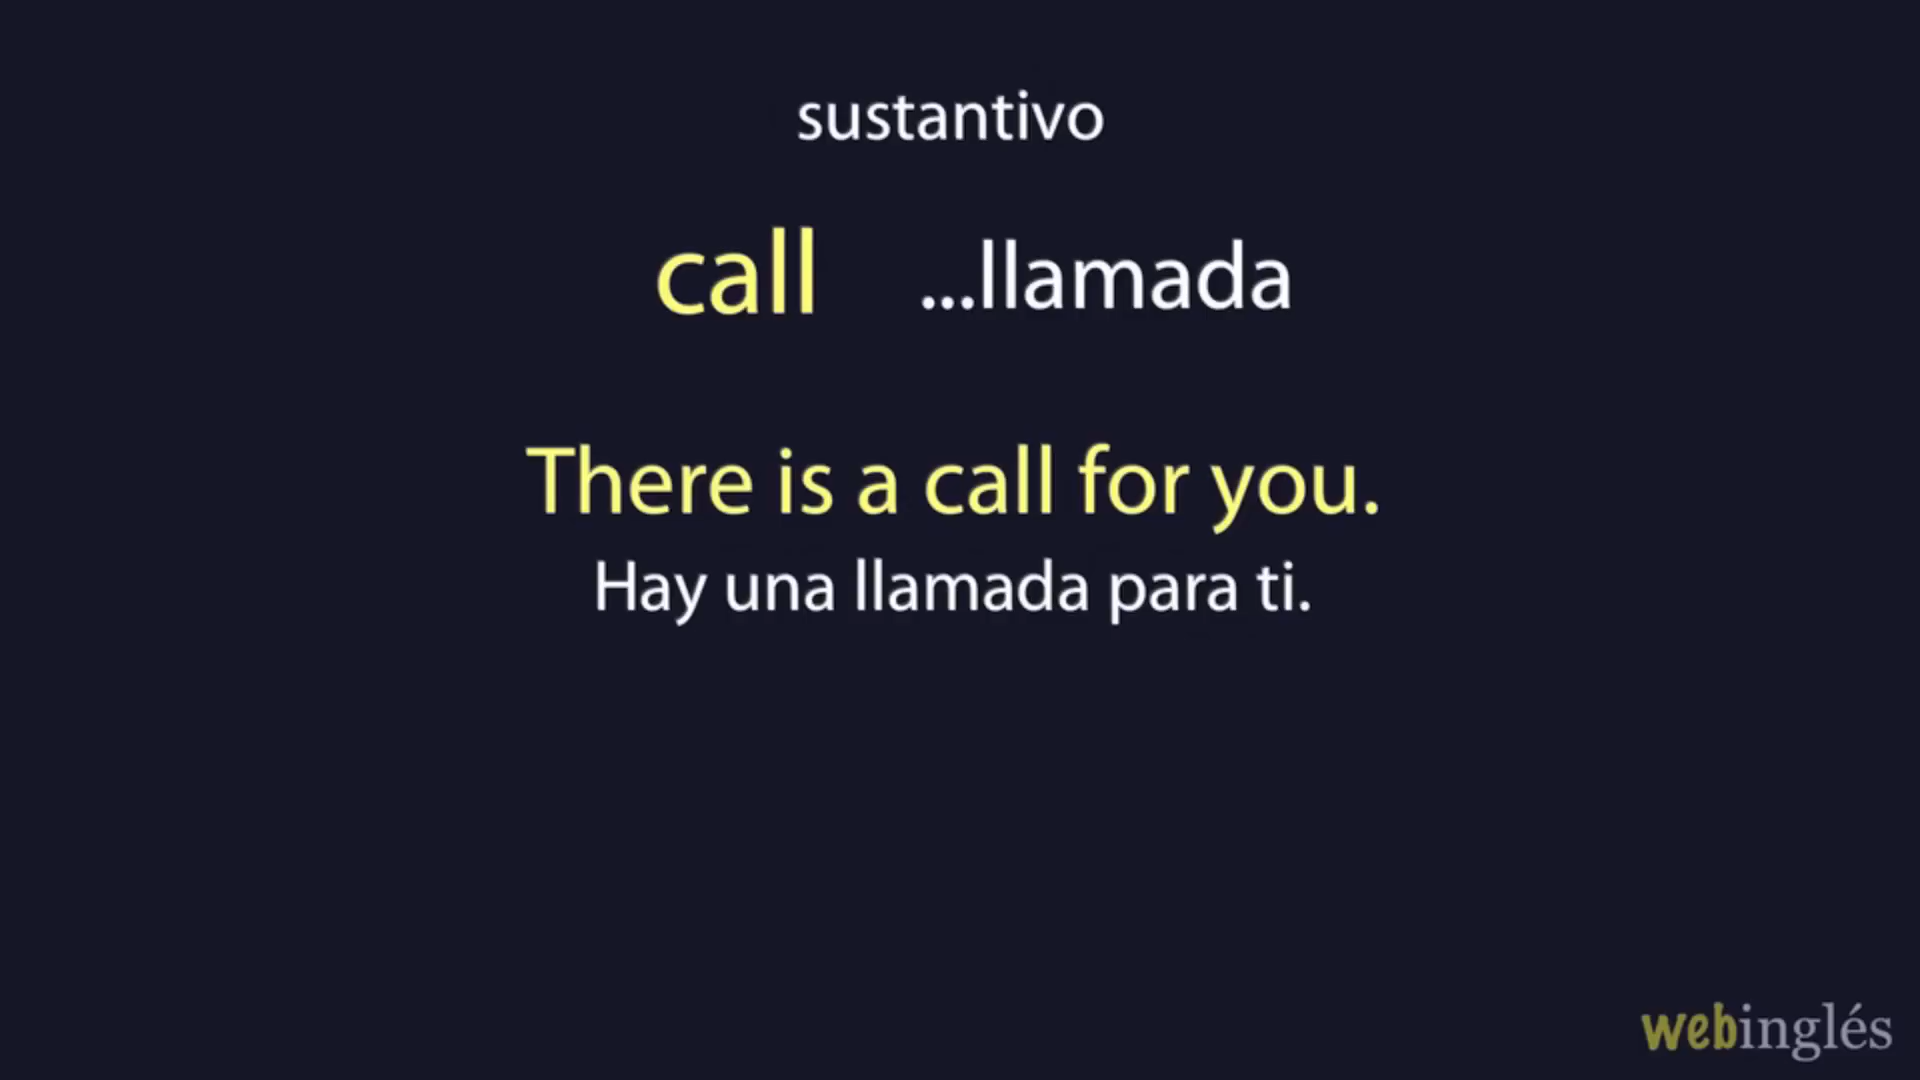 sustantivo
call ...llamada
There is a call for you.
Hay una llamada para ti.
webinglés